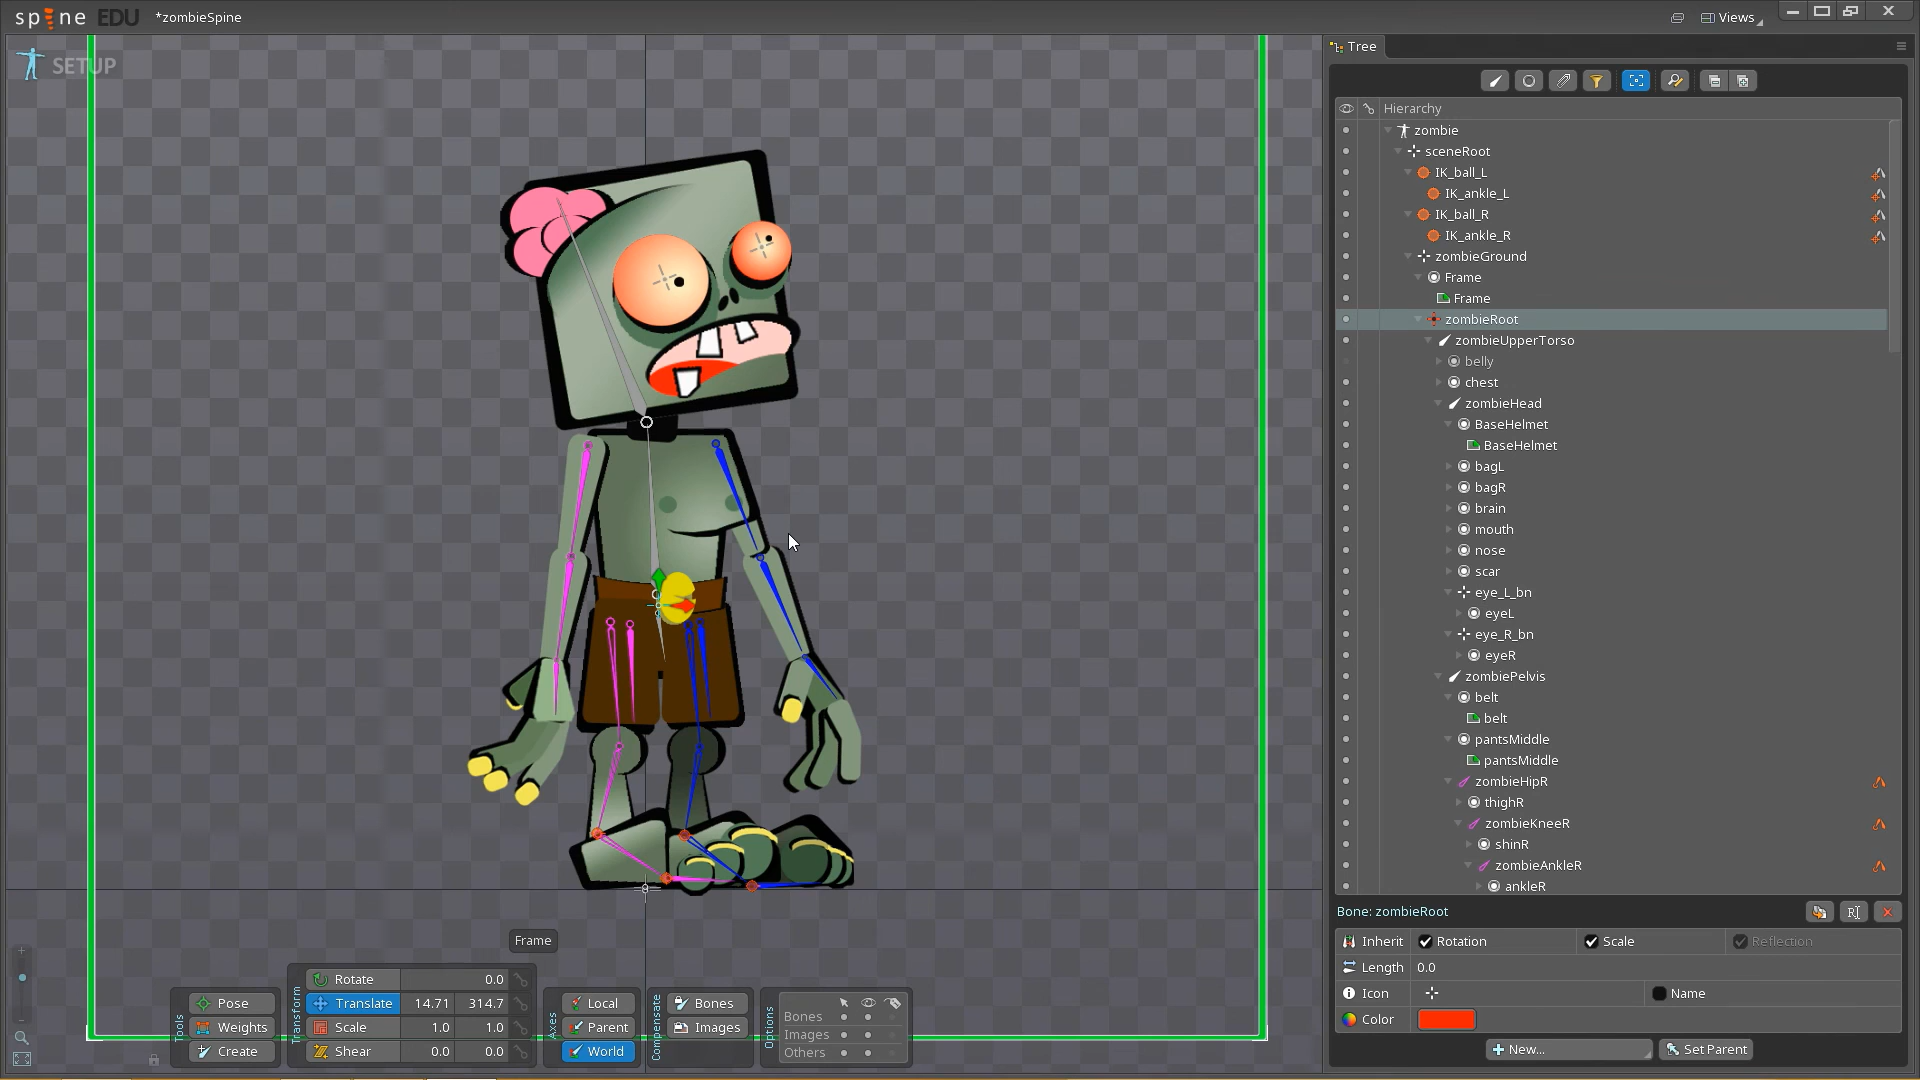 spine EDU *zombieSpine
Views
SETUP
Tree
Hierarchy
zombie
sceneRoot
IK_ball_L
IK_ankle_L
IK_ball_R
IK_ankle_R
zombieGround
Frame
Frame
zombieRoot
zombieUpperTorso
belly
chest
zombieHead
BaseHelmet
BaseHelmet
bagL
bagR
brain
mouth
nose
scar
eye_L_bn
eyeL
eye_R_bn
eyeR
zombiePelvis
belt
belt
pantsMiddle
pantsMiddle
zombieHipR
thighR
zombieKneeR
shinR
zombieAnkleR
ankleR
Bone: zombieRoot
Inherit Rotation Scale Reflection
Length 0.0
Icon Name
Color
New... Set Parent
Frame
Tools
Pose
Weights
Create
Transform
Rotate 0.0
Translate 14.71 314.7
Scale 1.0 1.0
Shear 0.0 0.0
Axes
Local
Parent
World
Compensate
Bones
Images
Options
Bones
Images
Others